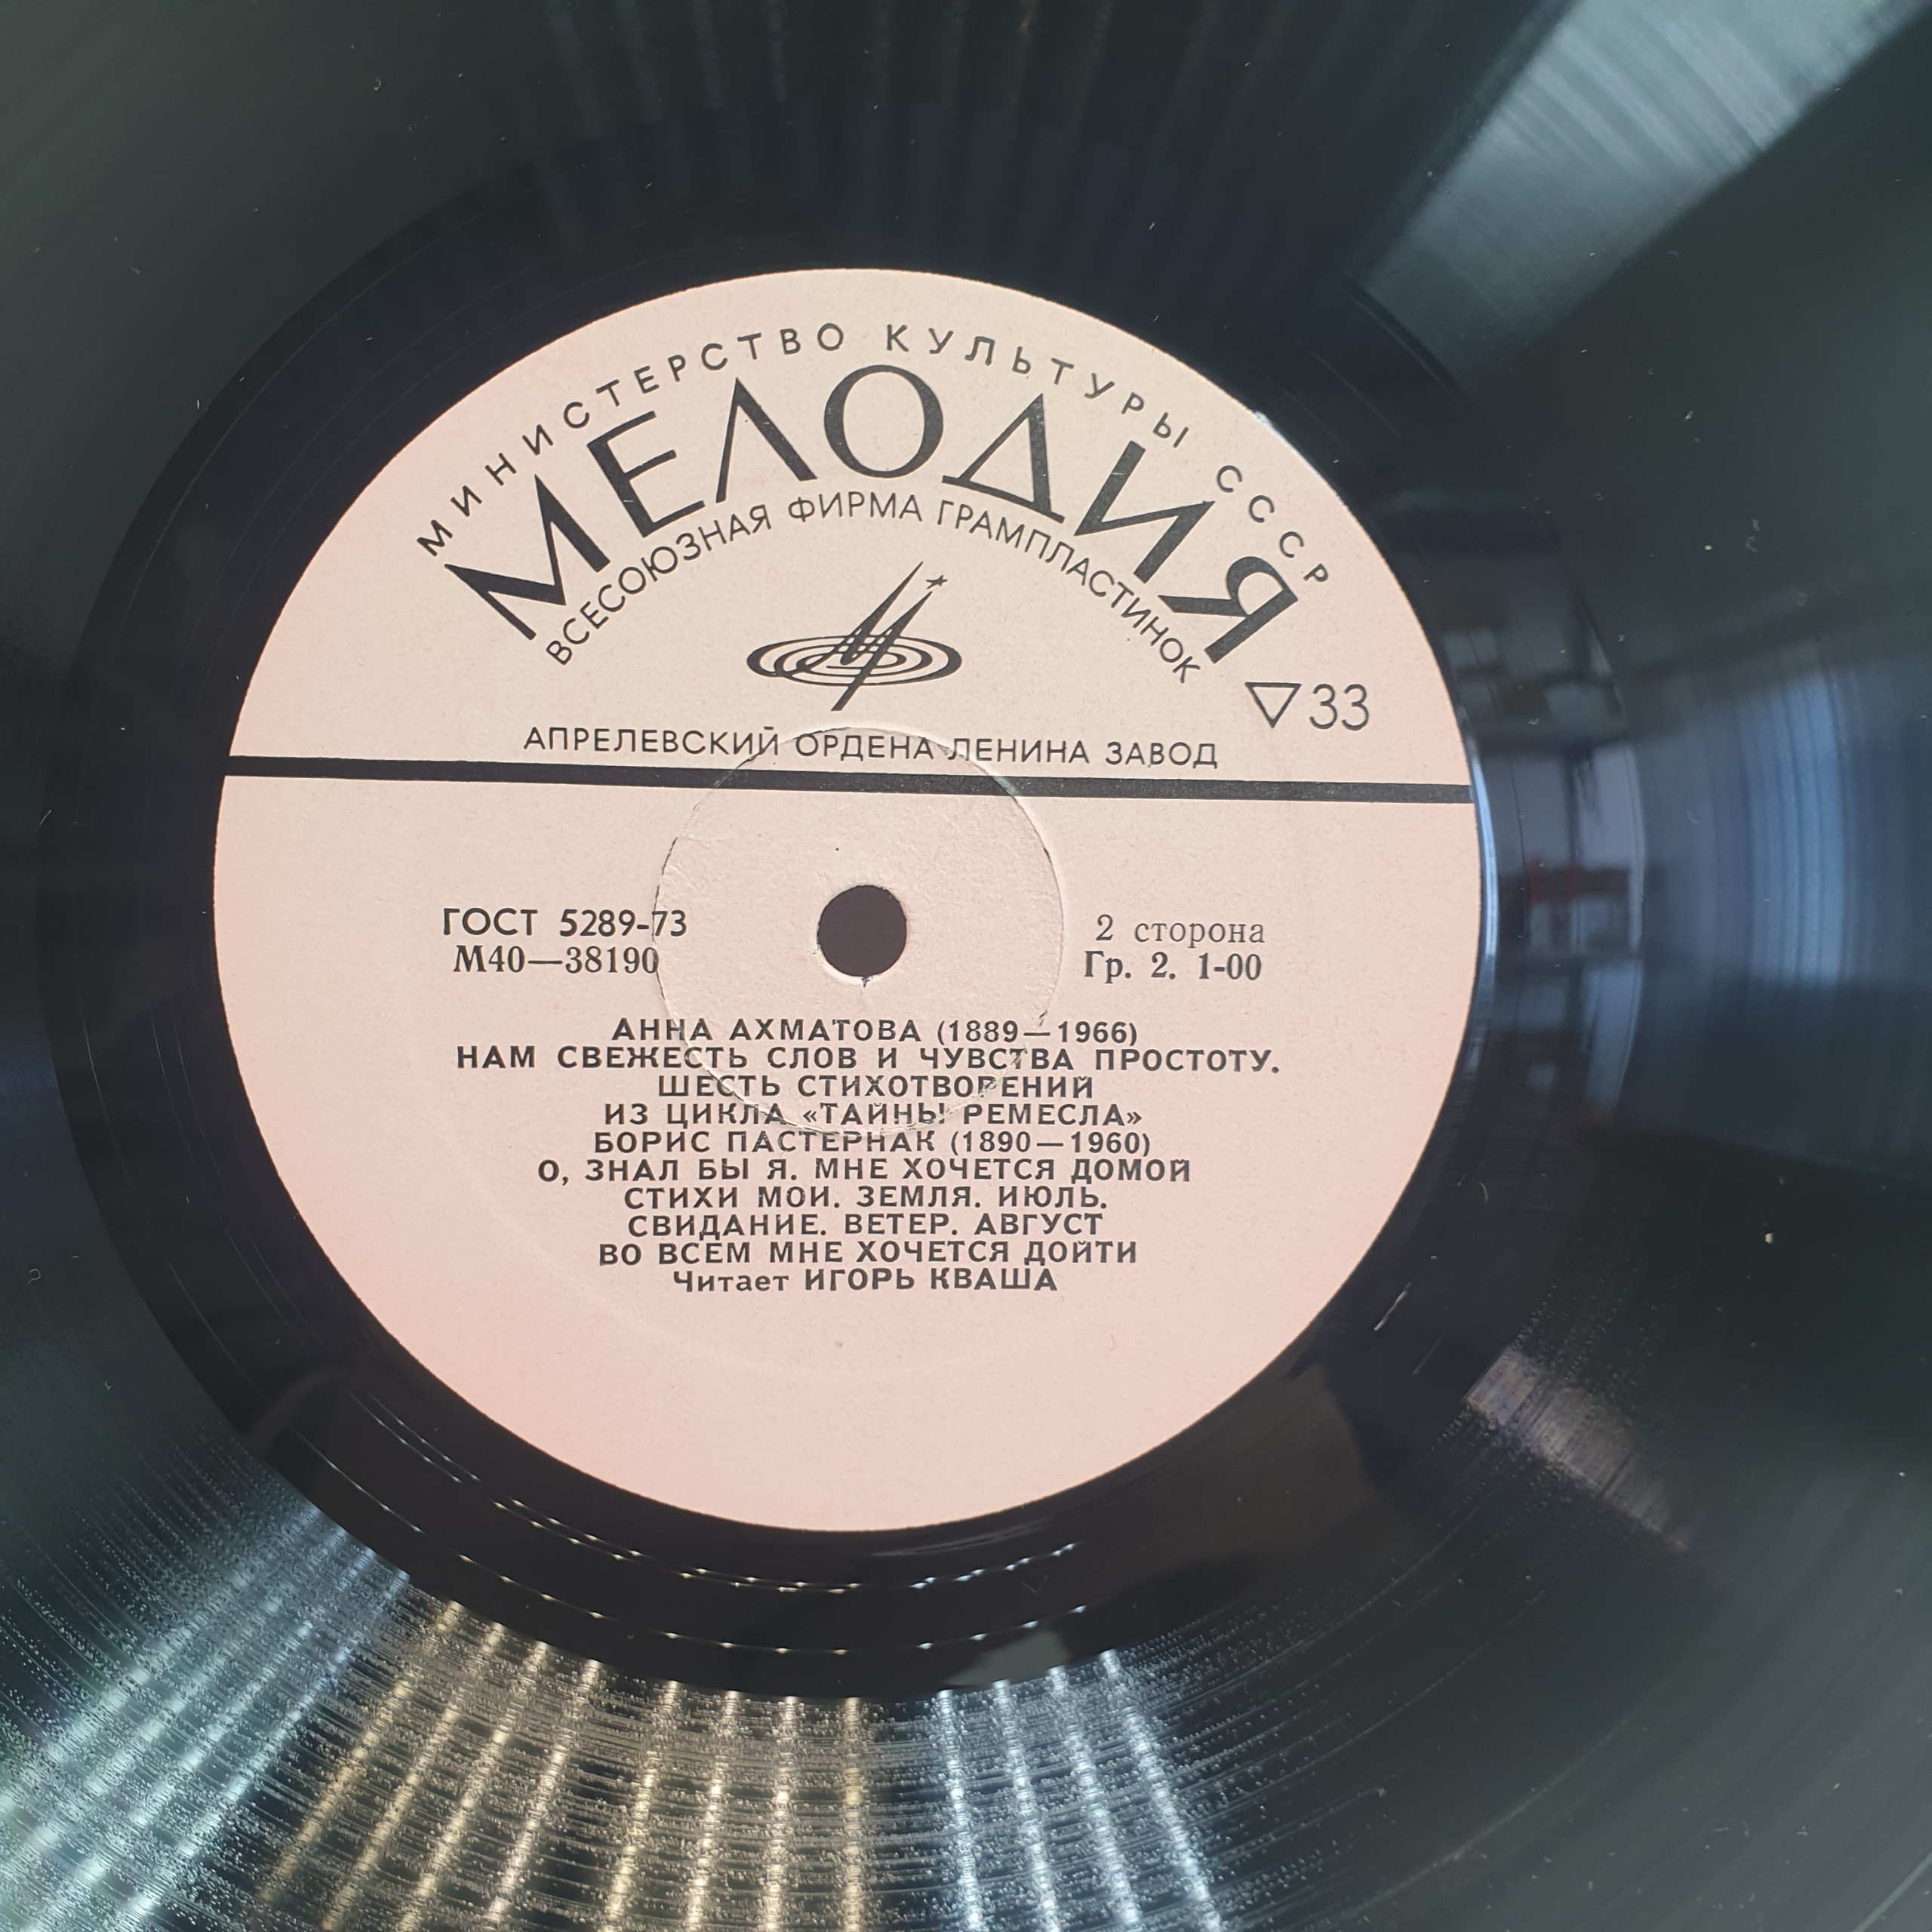 МИНИСТЕРСТВО КУЛЬТУРЫ СССР
МЕЛОДИЯ
ВСЕСОЮЗНАЯ ФИРМА ГРАМПЛАСТИНОК
33
АПРЕЛЕВСКИЙ ОРДЕНА ЛЕНИНА ЗАВОД
ГОСТ 5289-73
М40—38190
2 сторона
Гр. 2. 1-00
АННА АХМАТОВА (1889—1966)
НАМ СВЕЖЕСТЬ СЛОВ И ЧУВСТВА ПРОСТОТУ.
ШЕСТЬ СТИХОТВОРЕНИЙ
ИЗ ЦИКЛА «ТАЙНЫ РЕМЕСЛА»
БОРИС ПАСТЕРНАК (1890—1960)
О, ЗНАЛ БЫ Я. МНЕ ХОЧЕТСЯ ДОМОЙ
СТИХИ МОИ. ЗЕМЛЯ. ИЮЛЬ.
СВИДАНИЕ. ВЕТЕР. АВГУСТ
ВО ВСЕМ МНЕ ХОЧЕТСЯ ДОЙТИ
Читает ИГОРЬ КВАША